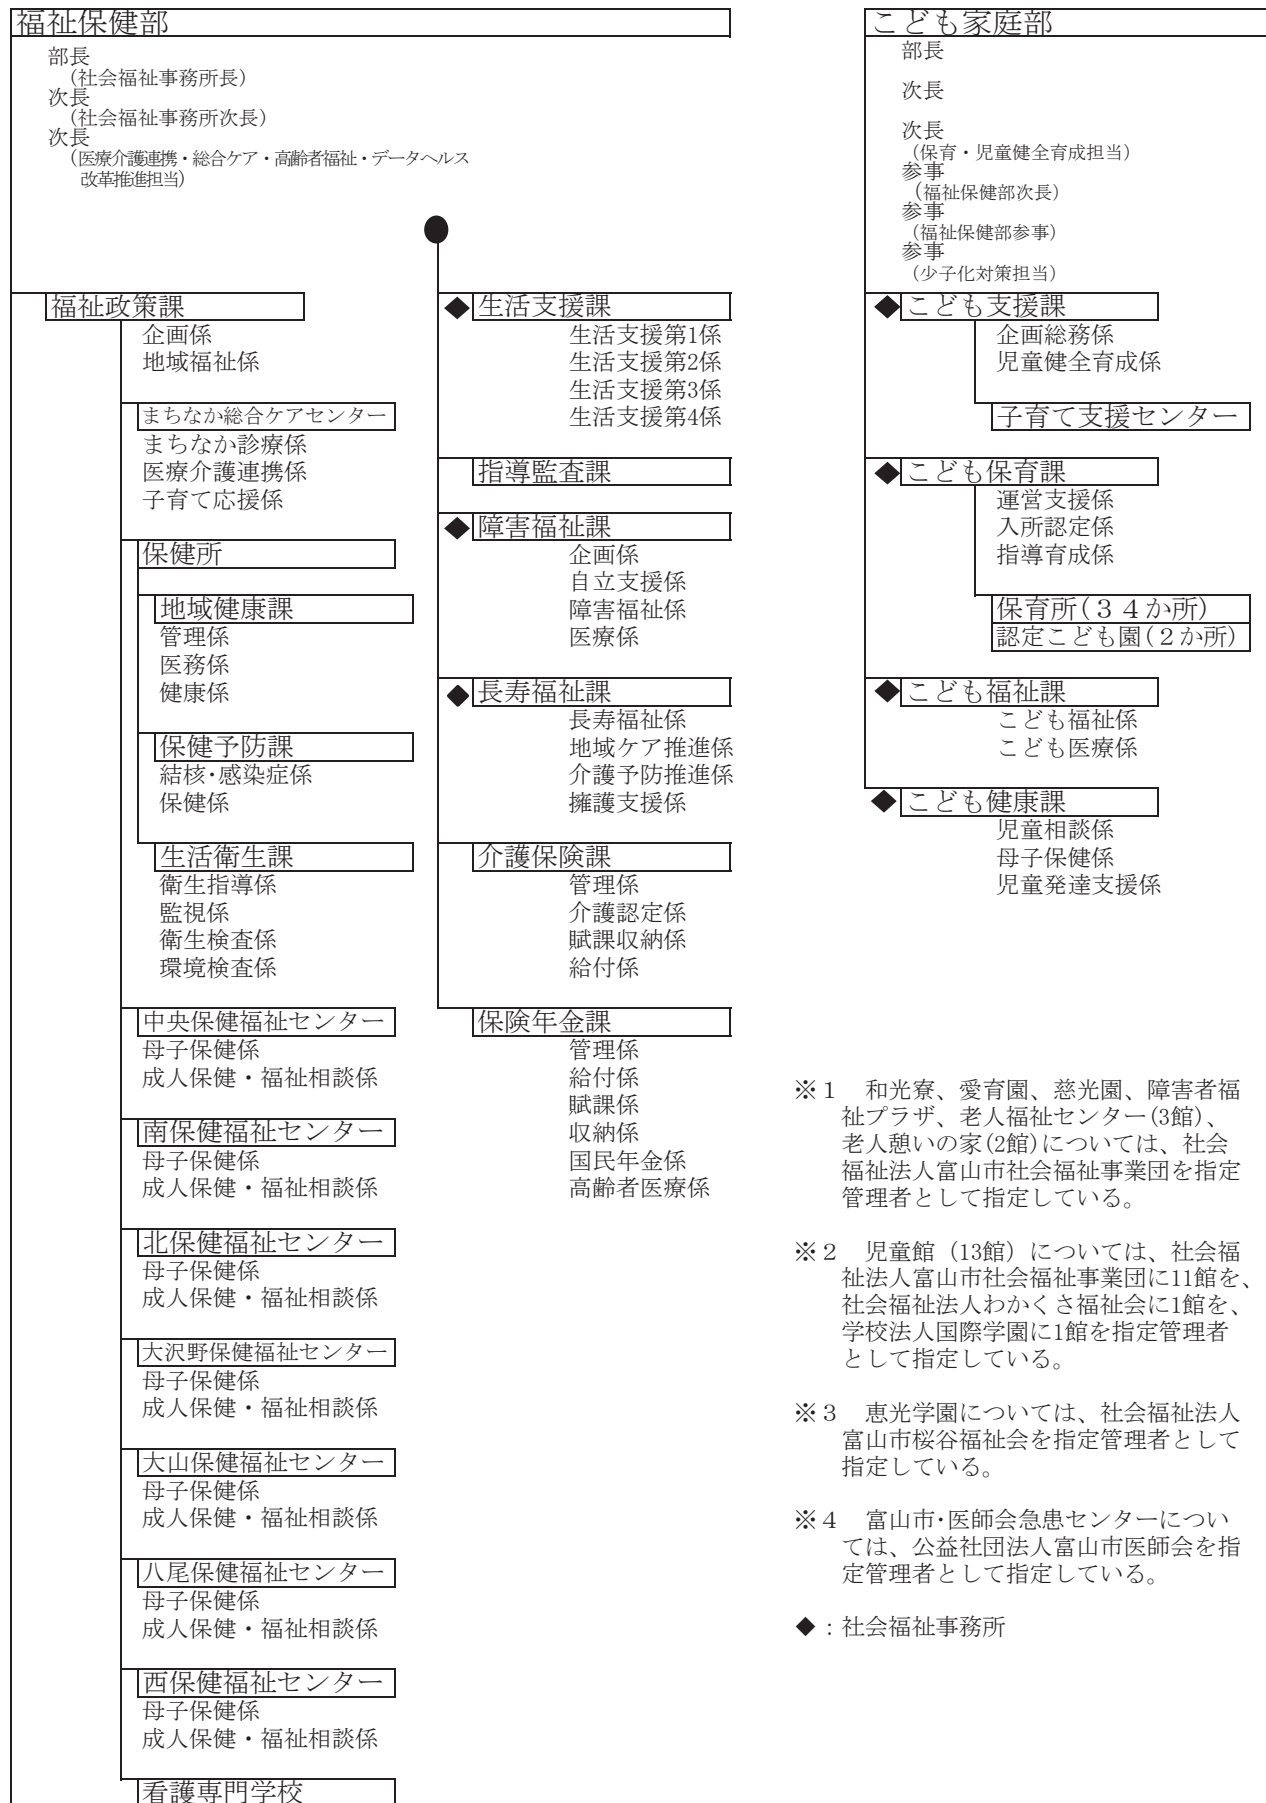 福祉保健部
部長
(社会福祉事務所長)
次長
(社会福祉事務所次長)
次長
(医療介護連携・総合ケア・高齢者福祉・データヘルス
改革推進担当)
福祉政策課
企画係
地域福祉係
まちなか総合ケアセンター
まちなか診療係
医療介護連携係
子育て応援係
保健所
地域健康課
管理係
医務係
健康係
保健予防課
結核・感染症係
保健係
生活衛生課
衛生指導係
監視係
衛生検査係
環境検査係
中央保健福祉センター
母子保健係
成人保健・福祉相談係
南保健福祉センター
母子保健係
成人保健・福祉相談係
北保健福祉センター
母子保健係
成人保健・福祉相談係
大沢野保健福祉センター
母子保健係
成人保健・福祉相談係
大山保健福祉センター
母子保健係
成人保健・福祉相談係
八尾保健福祉センター
母子保健係
成人保健・福祉相談係
西保健福祉センター
母子保健係
成人保健・福祉相談係
看護専門学校
◆生活支援課
生活支援第1係
生活支援第2係
生活支援第3係
生活支援第4係
指導監査課
◆障害福祉課
企画係
自立支援係
障害福祉係
医療係
◆長寿福祉課
長寿福祉係
地域ケア推進係
介護予防推進係
擁護支援係
介護保険課
管理係
介護認定係
賦課収納係
給付係
保険年金課
管理係
給付係
賦課係
収納係
国民年金係
高齢者医療係
こども家庭部
部長
次長
次長
(保育・児童健全育成担当)
参事
(福祉保健部次長)
参事
(福祉保健部参事)
参事
(少子化対策担当)
◆こども支援課
企画総務係
児童健全育成係
子育て支援センター
◆こども保育課
運営支援係
入所認定係
指導育成係
保育所(34か所)
認定こども園(2か所)
◆こども福祉課
こども福祉係
こども医療係
◆こども健康課
児童相談係
母子保健係
児童発達支援係
※1 和光寮、愛育園、慈光園、障害者福
祉プラザ、老人福祉センター(3館)、
老人憩いの家(2館)については、社会
福祉法人富山市社会福祉事業団を指定
管理者として指定している。
※2 児童館（13館）については、社会福
祉法人富山市社会福祉事業団に11館を、
社会福祉法人わかくさ福祉会に1館を、
学校法人国際学園に1館を指定管理者
として指定している。
※3 恵光学園については、社会福祉法人
富山市桜谷福祉会を指定管理者として
指定している。
※4 富山市・医師会急患センターについ
ては、公益社団法人富山市医師会を指
定管理者として指定している。
◆：社会福祉事務所